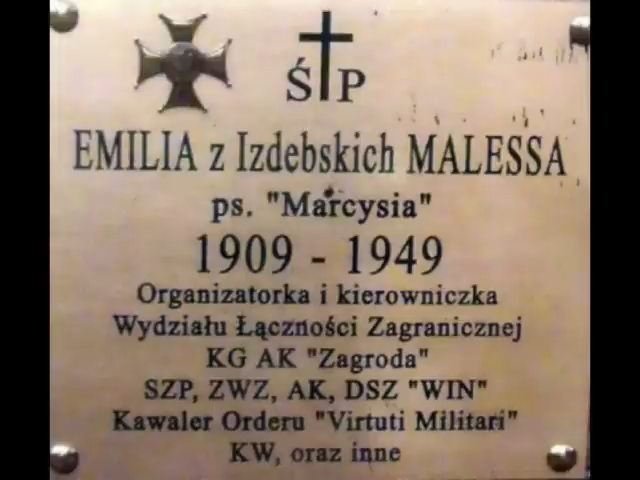 Ś P
EMILIA z Izdebskich MALESSA
ps. "Marcysia"
1909 - 1949
Organizatorka i kierowniczka
Wydziału Łączności Zagranicznej
KG AK "Zagroda"
SZP, ZWZ, AK, DSZ "WIN"
Kawaler Orderu "Virtuti Militari"
KW, oraz inne